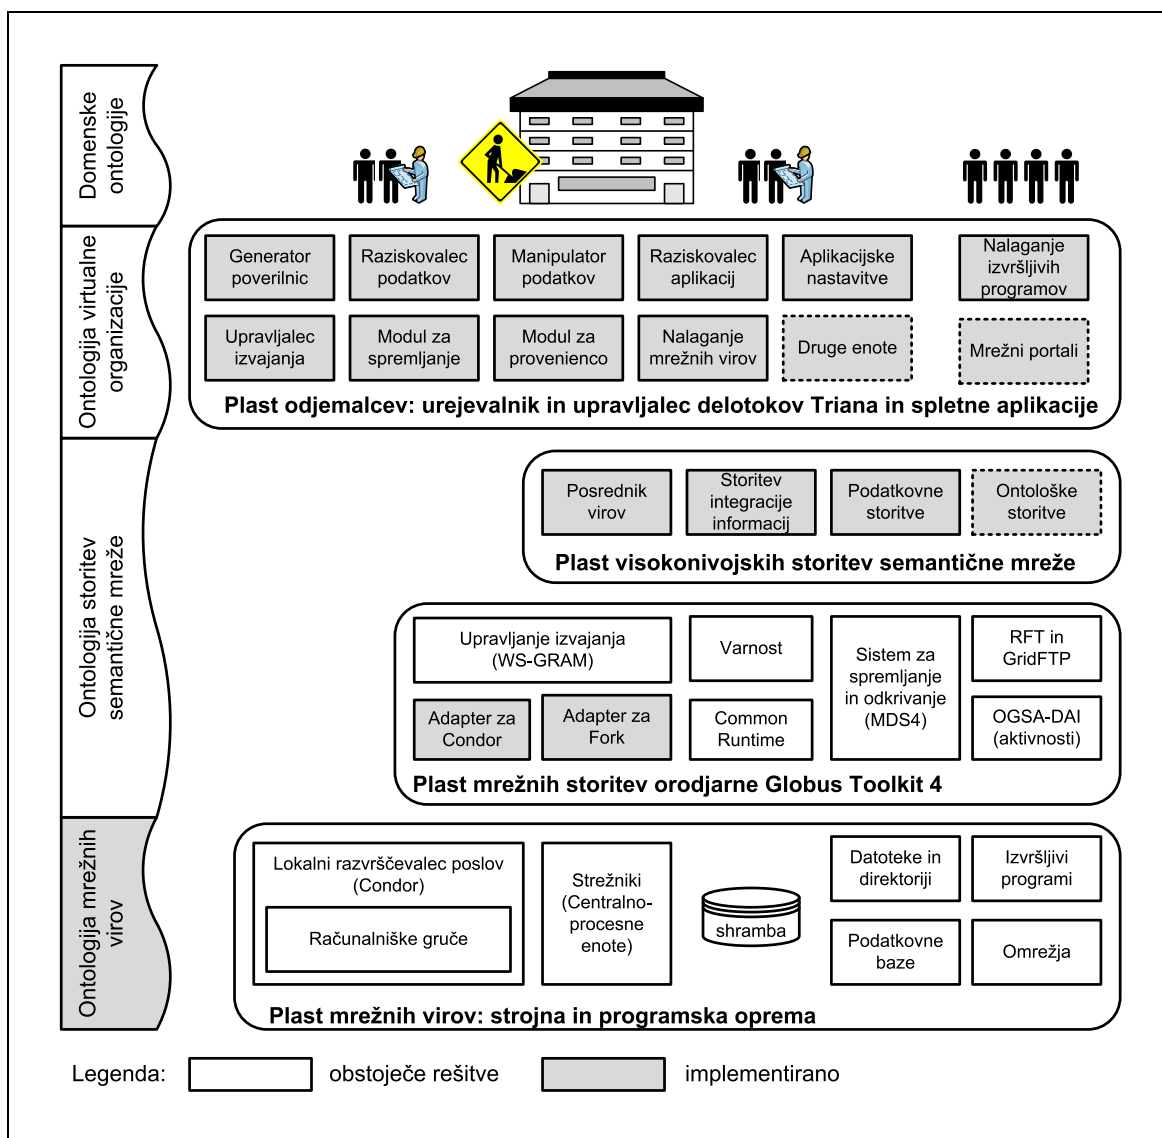 Domenske
ontologije
Ontologija virtualne
organizacije
Generator
poverilnic
Raziskovalec
podatkov
Manipulator
podatkov
Raziskovalec
aplikacij
Aplikacijske
nastavitve
Nalaganje
izvršljivih
programov
Upravljalec
izvajanja
Modul za
spremljanje
Modul za
provenienco
Nalaganje
mrežnih virov
Druge enote
Mrežni portali
Plast odjemalcev: urejevalnik in upravljalec delotokov Triana in spletne aplikacije
Ontologija storitev
semantične mreže
Posrednik
virov
Storitev
integracije
informacij
Podatkovne
storitve
Ontološke
storitve
Plast visokonivojskih storitev semantične mreže
Upravljanje izvajanja
(WS-GRAM)
Varnost
Sistem za
spremljanje
in odkrivanje
(MDS4)
RFT in
GridFTP
Adapter za
Condor
Adapter za
Fork
Common
Runtime
OGSA-DAI
(aktivnosti)
Plast mrežnih storitev orodjarne Globus Toolkit 4
Ontologija mrežnih
virov
Lokalni razvrščevalec poslov
(Condor)
Računalniške gruče
Strežniki
(Centralno-
procesne
enote)
shramba
Datoteke in
direktoriji
Izvršljivi
programi
Podatkovne
baze
Omrežja
Plast mrežnih virov: strojna in programska oprema
Legenda:
obstoječe rešitve
implementirano